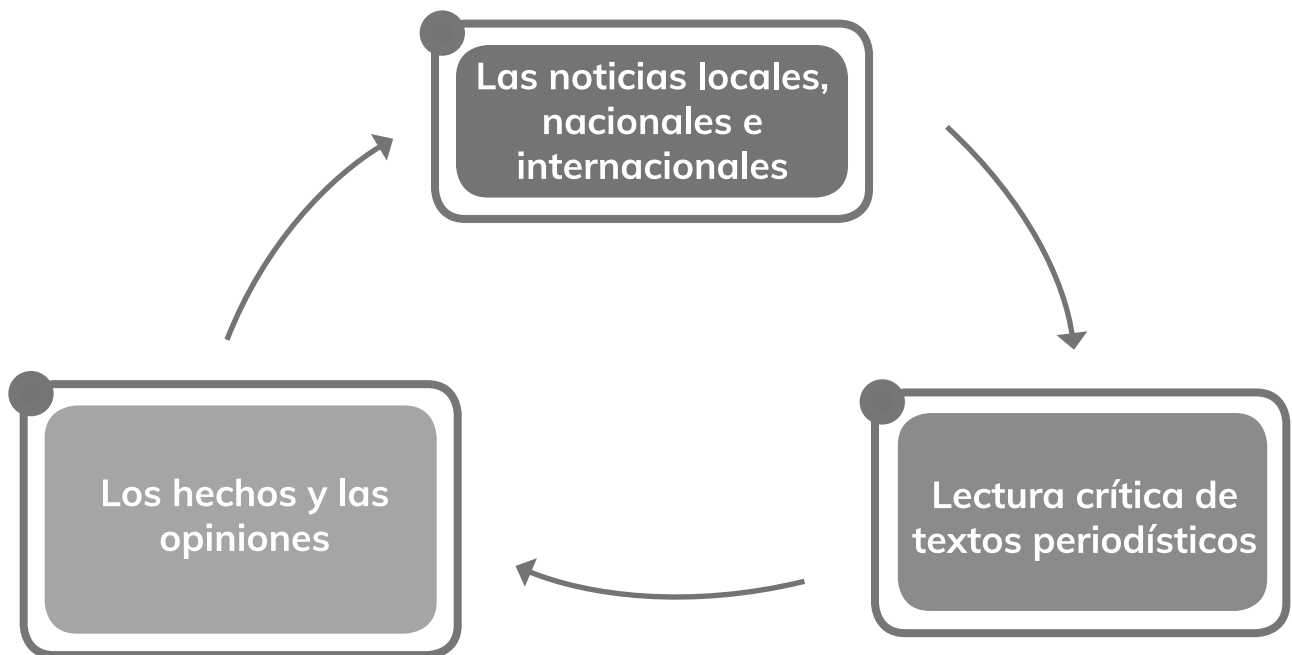 Las noticias locales,
nacionales e
internacionales
Lectura crítica de
textos periodísticos
Los hechos y las
opiniones